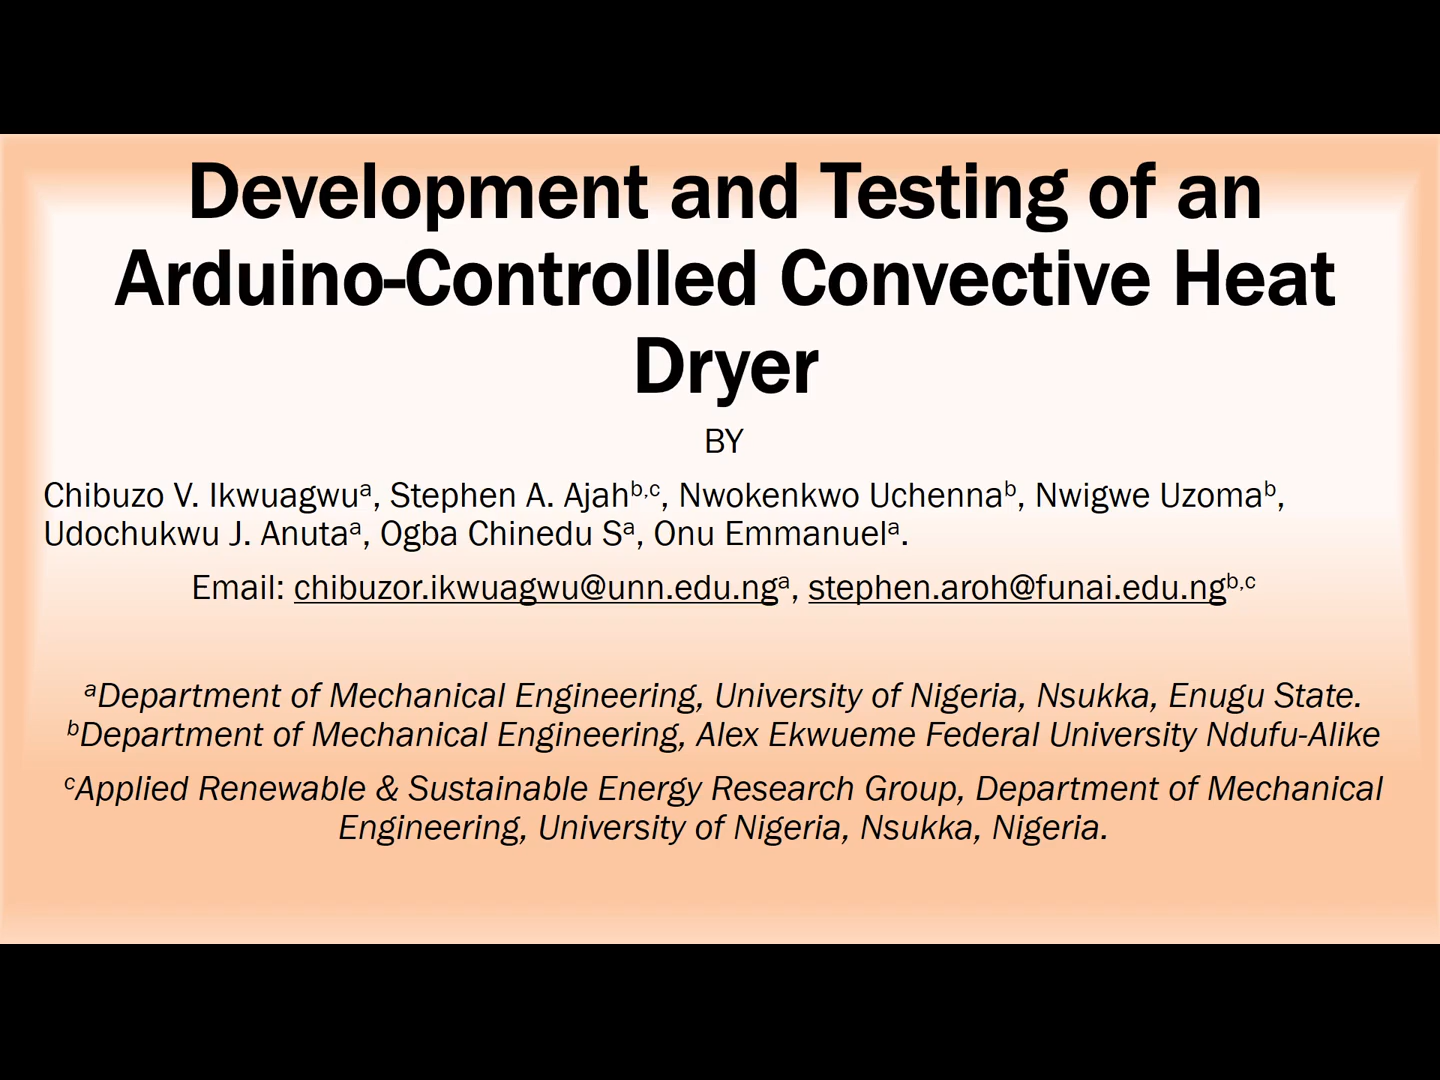 Development and Testing of an
Arduino-Controlled Convective Heat
Dryer
BY
Chibuzo V. Ikwuagwuᵃ, Stephen A. Ajahᵇ,ᶜ, Nwokenkwo Uchennaᵇ, Nwigwe Uzomaᵇ,
Udochukwu J. Anutaᵃ, Ogba Chinedu Sᵃ, Onu Emmanuelᵃ.
Email: chibuzor.ikwuagwu@unn.edu.ngᵃ, stephen.aroh@funai.edu.ngᵇ,ᶜ
ᵃDepartment of Mechanical Engineering, University of Nigeria, Nsukka, Enugu State.
ᵇDepartment of Mechanical Engineering, Alex Ekwueme Federal University Ndufu-Alike
ᶜApplied Renewable & Sustainable Energy Research Group, Department of Mechanical
Engineering, University of Nigeria, Nsukka, Nigeria.